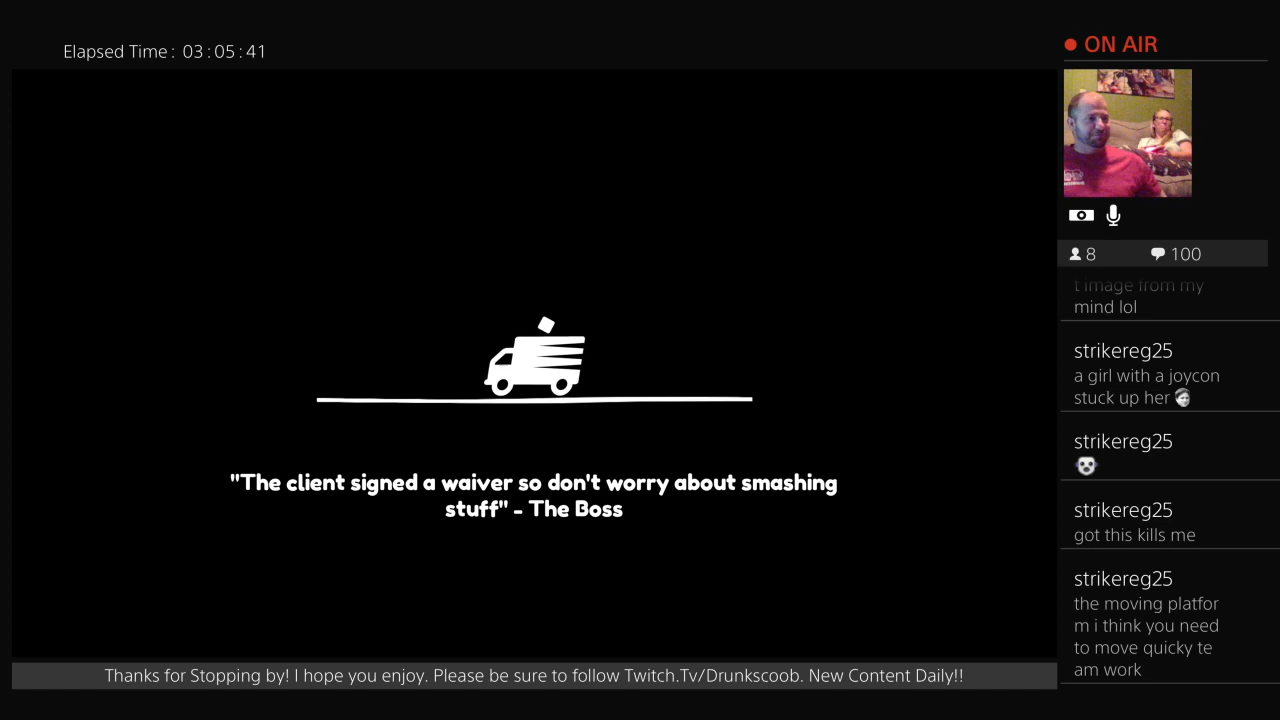 Elapsed Time: 03:05:41
ON AIR
8
100
"The client signed a waiver so don't worry about smashing
stuff" - The Boss
t image from my
mind lol
strikereg25
a girl with a joycon
stuck up her
strikereg25
strikereg25
got this kills me
strikereg25
the moving platfor
m i think you need
to move quicky te
am work
Thanks for Stopping by! I hope you enjoy. Please be sure to follow Twitch.Tv/Drunkscoob. New Content Daily!!